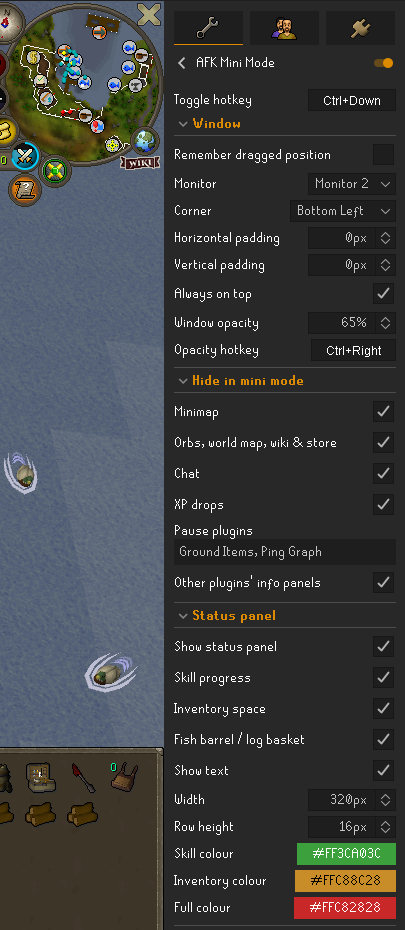 AFK Mini Mode
Toggle hotkey Ctrl+Down
Window
Remember dragged position
Monitor Monitor 2
WIKI
Corner Bottom Left
Horizontal padding 0px
Vertical padding 0px
Always on top
Window opacity 65%
Opacity hotkey Ctrl+Right
Hide in mini mode
Minimap
Orbs, world map, wiki & store
Chat
XP drops
Pause plugins
Ground Items, Ping Graph
Other plugins' info panels
Status panel
Show status panel
Skill progress
Inventory space
Fish barrel / log basket
0
Show text
Width 320px
Row height 16px
Skill colour #FF3CA03C
Inventory colour #FFC88C28
Full colour #FFC82828